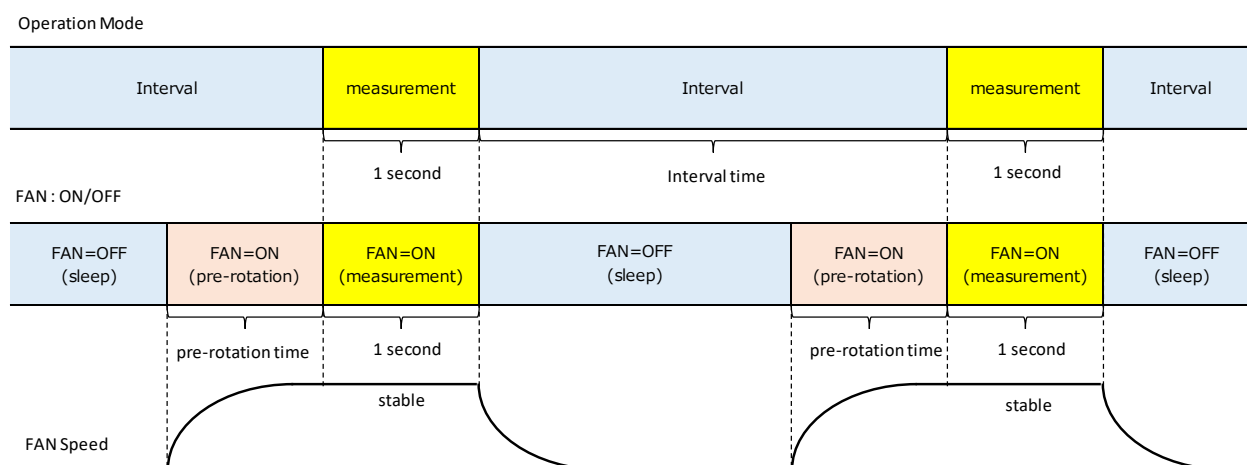 Operation Mode
Interval measurement Interval measurement Interval
1 second Interval time 1 second
FAN : ON/OFF
FAN=OFF FAN=ON FAN=ON FAN=OFF FAN=ON FAN=ON FAN=OFF
(sleep) (pre-rotation) (measurement) (sleep) (pre-rotation) (measurement) (sleep)
pre-rotation time 1 second pre-rotation time 1 second
stable stable
FAN Speed